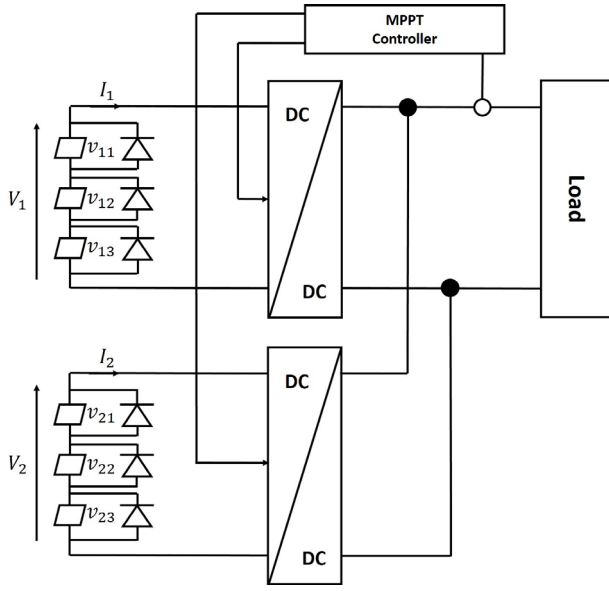 MPPT
Controller
I₁
DC
v₁₁
V₁
v₁₂
v₁₃
DC
Load
I₂
DC
v₂₁
V₂
v₂₂
v₂₃
DC